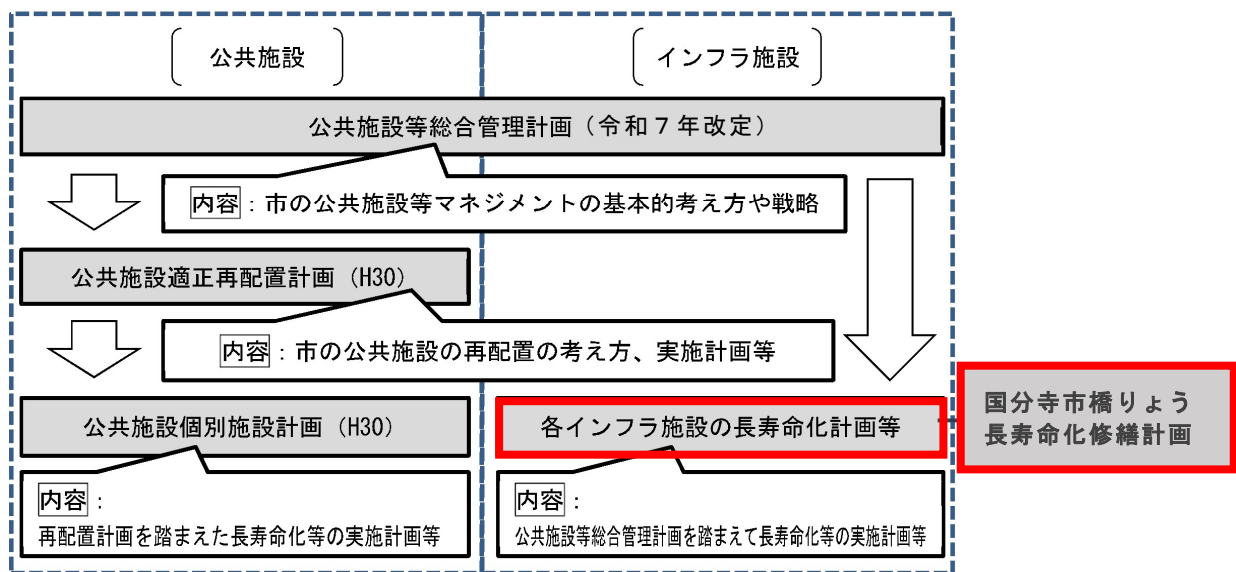 公共施設
インフラ施設
公共施設等総合管理計画（令和７年改定）
内容：市の公共施設等マネジメントの基本的考え方や戦略
公共施設適正再配置計画（H30）
内容：市の公共施設の再配置の考え方、実施計画等
公共施設個別施設計画（H30）
各インフラ施設の長寿命化計画等
国分寺市橋りょう
長寿命化修繕計画
内容：
再配置計画を踏まえた長寿命化等の実施計画等
内容：
公共施設等総合管理計画を踏まえて長寿命化等の実施計画等